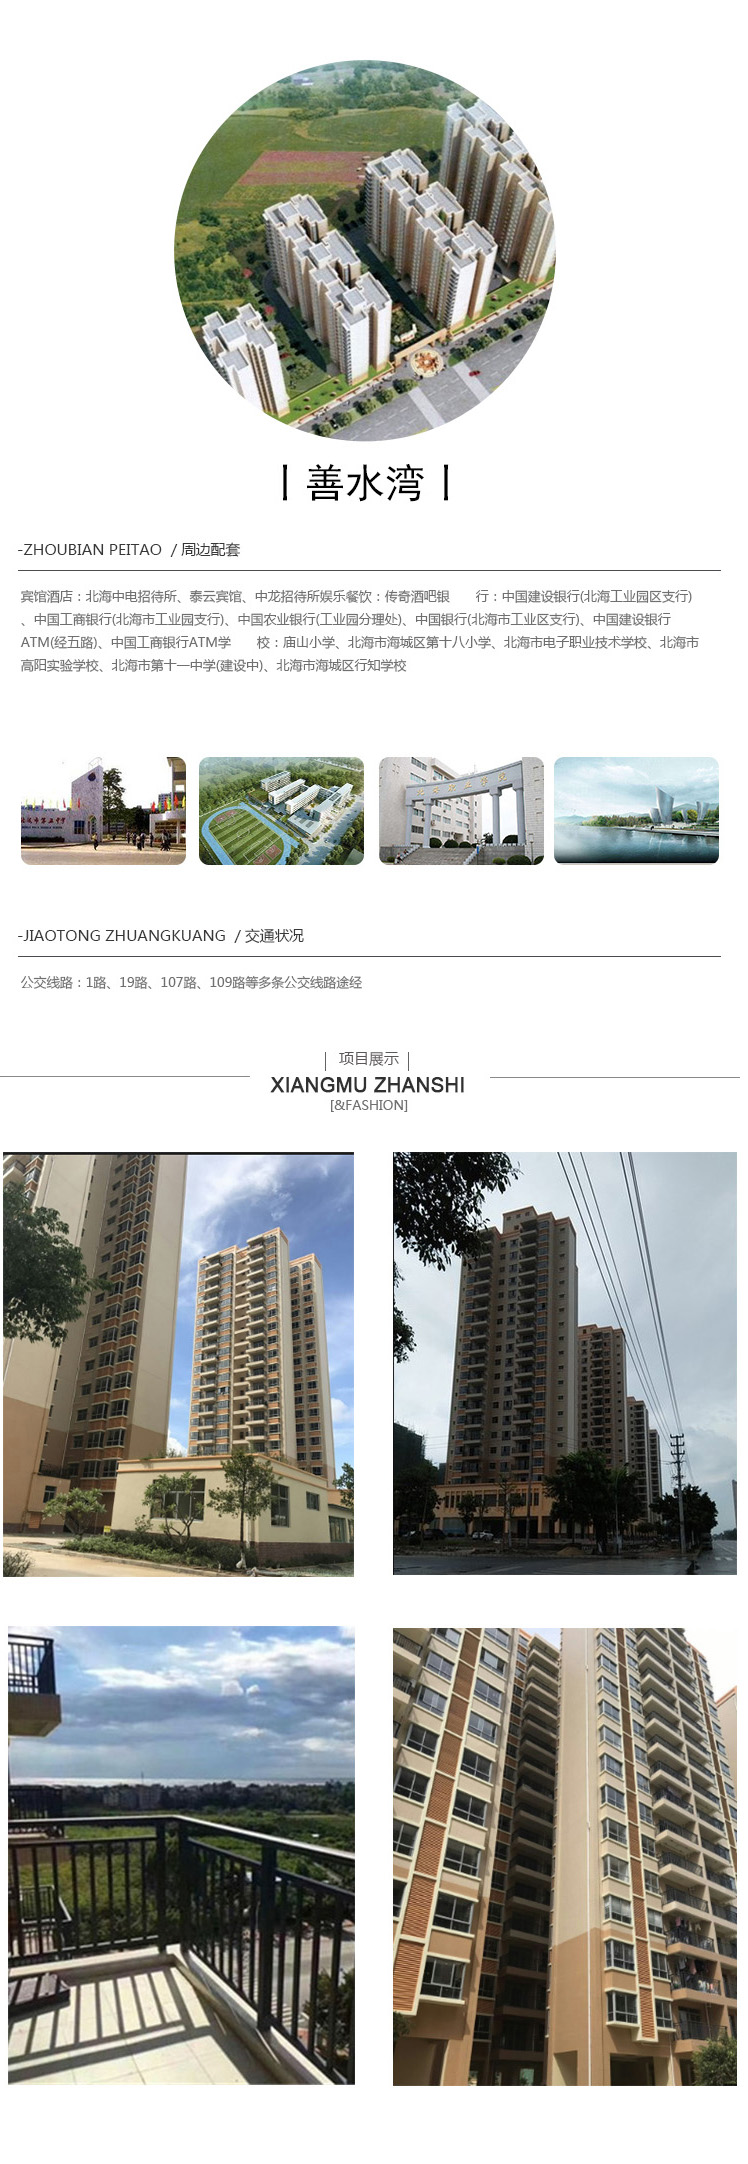 丨善水湾丨
-ZHOUBIAN PEITAO / 周边配套
宾馆酒店：北海中电招待所、泰云宾馆、中龙招待所娱乐餐饮：传奇酒吧银　　行：中国建设银行(北海工业园区支行)
、中国工商银行(北海市工业园支行)、中国农业银行(工业园分理处)、中国银行(北海市工业区支行)、中国建设银行
ATM(经五路)、中国工商银行ATM学　　校：庙山小学、北海市海城区第十八小学、北海市电子职业技术学校、北海市
高阳实验学校、北海市第十一中学(建设中)、北海市海城区行知学校
-JIAOTONG ZHUANGKUANG / 交通状况
公交线路：1路、19路、107路、109路等多条公交线路途经
| 项目展示 |
XIANGMU ZHANSHI
[&FASHION]